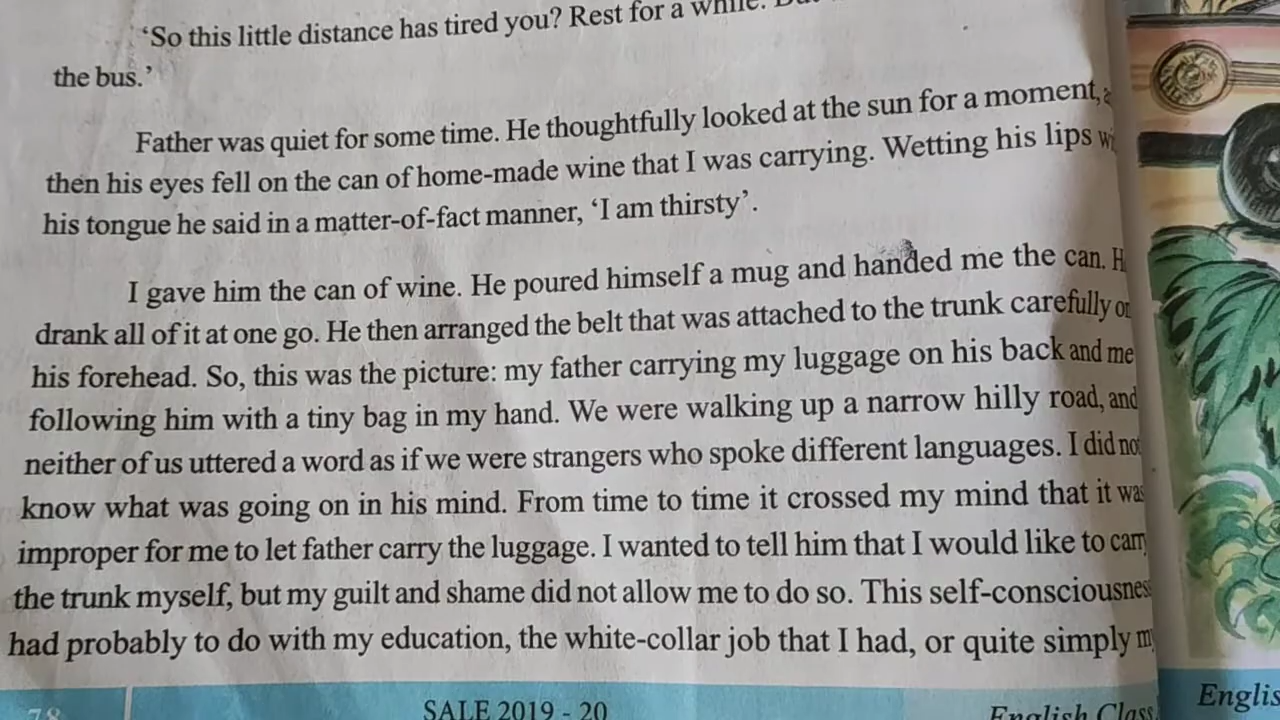 ‘So this little distance has tired you? Rest for a while.
the bus.’
Father was quiet for some time. He thoughtfully looked at the sun for a moment,
then his eyes fell on the can of home-made wine that I was carrying. Wetting his lips
his tongue he said in a matter-of-fact manner, ‘I am thirsty’.
I gave him the can of wine. He poured himself a mug and handed me the can.
drank all of it at one go. He then arranged the belt that was attached to the trunk carefully on
his forehead. So, this was the picture: my father carrying my luggage on his back and me
following him with a tiny bag in my hand. We were walking up a narrow hilly road, and
neither of us uttered a word as if we were strangers who spoke different languages. I did not
know what was going on in his mind. From time to time it crossed my mind that it was
improper for me to let father carry the luggage. I wanted to tell him that I would like to carry
the trunk myself, but my guilt and shame did not allow me to do so. This self-consciousness
had probably to do with my education, the white-collar job that I had, or quite simply my
78
SALE 2019 - 20
English Class
Englis